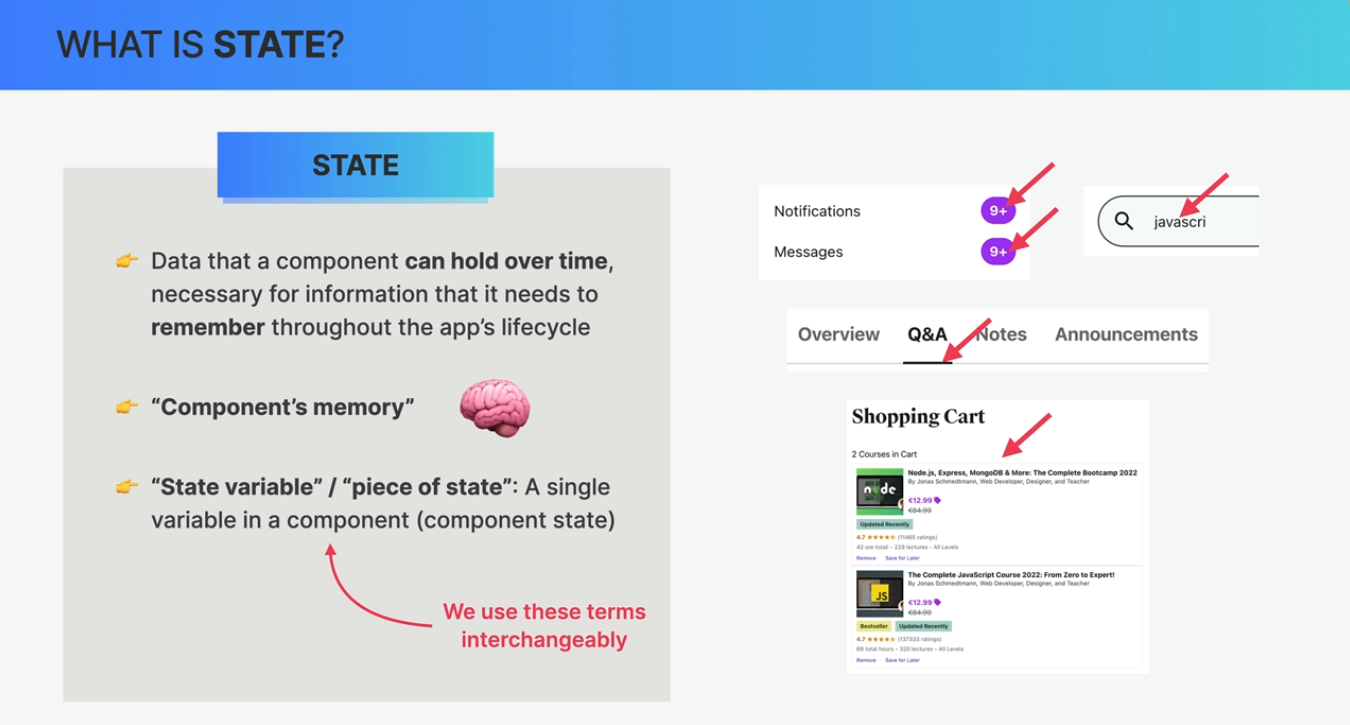 WHAT IS STATE?
STATE
Data that a component can hold over time,
necessary for information that it needs to
remember throughout the app’s lifecycle
“Component’s memory”
“State variable” / “piece of state”: A single
variable in a component (component state)
We use these terms
interchangeably
Notifications 9+
Messages 9+
javascri
Overview Q&A Notes Announcements
Shopping Cart
2 Courses in Cart
node
Node.js, Express, MongoDB & More: The Complete Bootcamp 2022
By Jonas Schmedtmann, Web Developer, Designer, and Teacher
€12.99
€84.99
Updated Recently
4.7 (11465 ratings)
42 ore totali - 229 lectures - All Levels
Remove Save for Later
JS
The Complete JavaScript Course 2022: From Zero to Expert!
By Jonas Schmedtmann, Web Developer, Designer, and Teacher
€12.99
€84.99
Bestseller Updated Recently
4.7 (137333 ratings)
69 total hours - 320 lectures - All Levels
Remove Save for Later